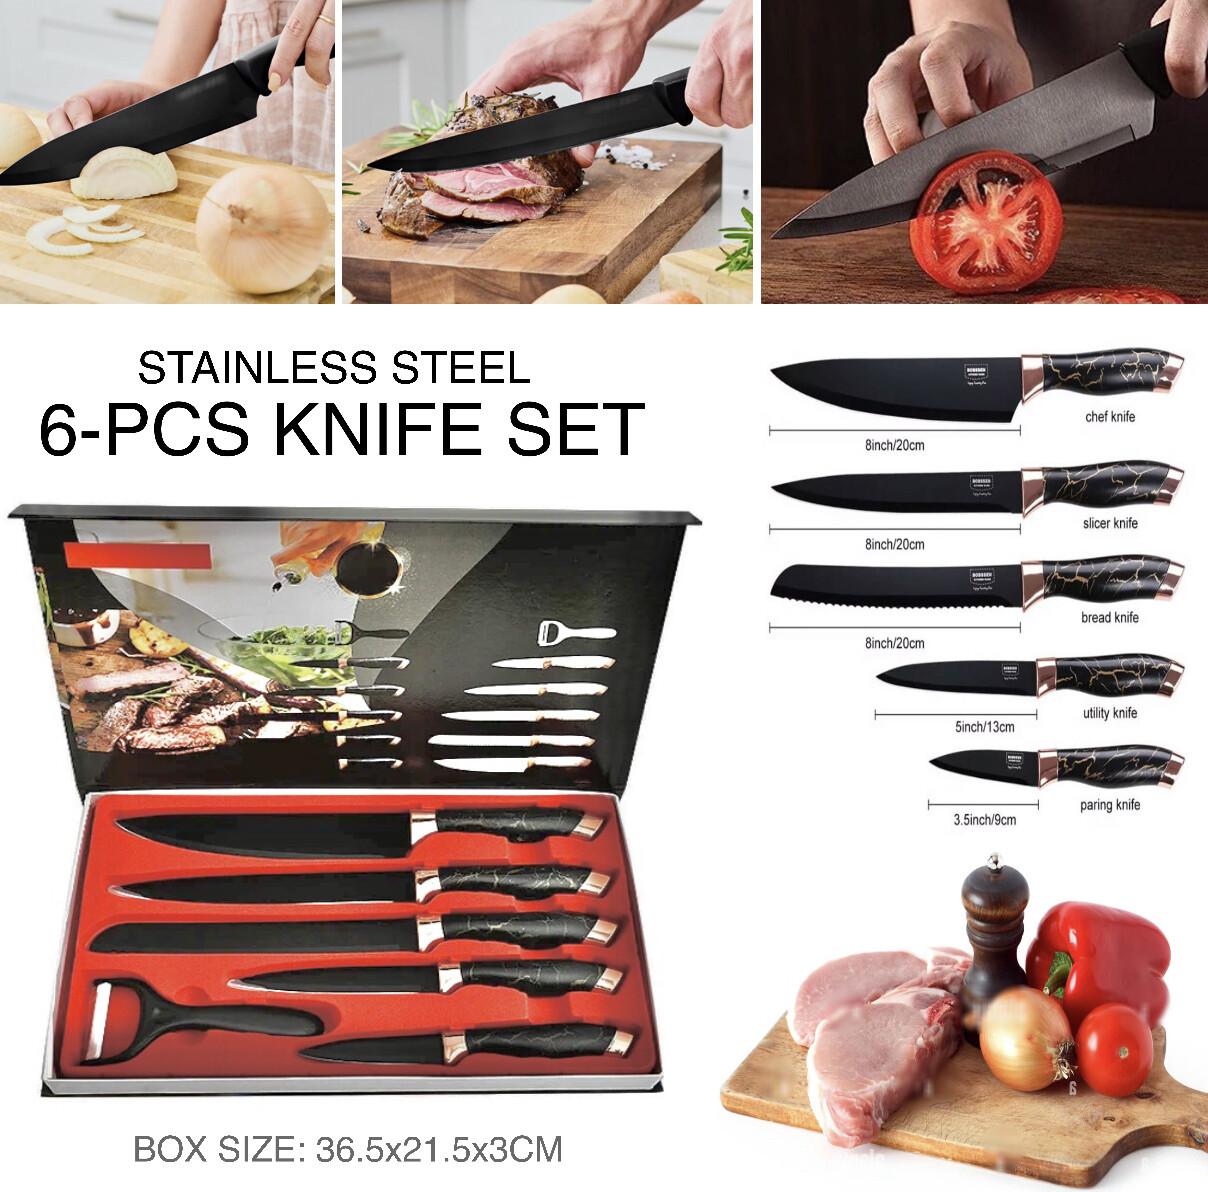 STAINLESS STEEL
6-PCS KNIFE SET
chef knife
8inch/20cm
slicer knife
8inch/20cm
bread knife
8inch/20cm
utility knife
5inch/13cm
paring knife
3.5inch/9cm
BOX SIZE: 36.5x21.5x3CM